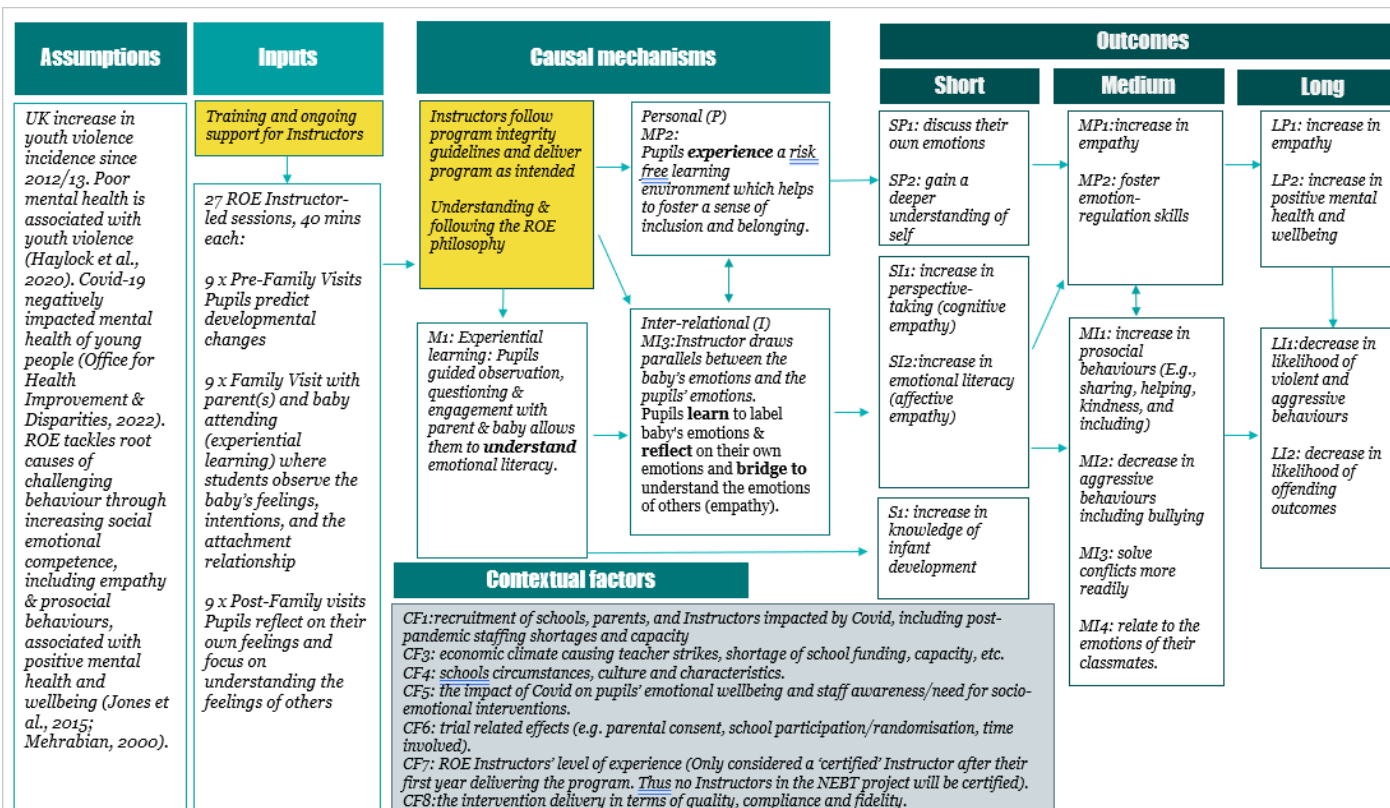 Assumptions
UK increase in
youth violence
incidence since
2012/13. Poor
mental health is
associated with
youth violence
(Haylock et al.,
2020). Covid-19
negatively
impacted mental
health of young
people (Office for
Health
Improvement &
Disparities, 2022).
ROE tackles root
causes of
challenging
behaviour through
increasing social
emotional
competence,
including empathy
& prosocial
behaviours,
associated with
positive mental
health and
wellbeing (Jones et
al., 2015;
Mehrabian, 2000).
Inputs
Training and ongoing
support for Instructors
27 ROE Instructor-
led sessions, 40 mins
each:
9 x Pre-Family Visits
Pupils predict
developmental
changes
9 x Family Visit with
parent(s) and baby
attending
(experiential
learning) where
students observe the
baby's feelings,
intentions, and the
attachment
relationship
9 x Post-Family visits
Pupils reflect on their
own feelings and
focus on
understanding the
feelings of others
Causal mechanisms
Instructors follow
program integrity
guidelines and deliver
program as intended
Understanding &
following the ROE
philosophy
M1: Experiential
learning: Pupils
guided observation,
questioning &
engagement with
parent & baby allows
them to understand
emotional literacy.
Personal (P)
MP2:
Pupils experience a risk
free learning
environment which helps
to foster a sense of
inclusion and belonging.
Inter-relational (I)
MI3:Instructor draws
parallels between the
baby's emotions and the
pupils' emotions.
Pupils learn to label
baby's emotions &
reflect on their own
emotions and bridge to
understand the emotions
of others (empathy).
Outcomes
Short
SP1: discuss their
own emotions
SP2: gain a
deeper
understanding of
self
SI1: increase in
perspective-
taking (cognitive
empathy)
SI2:increase in
emotional literacy
(affective
empathy)
S1: increase in
knowledge of
infant
development
Medium
MP1:increase in
empathy
MP2: foster
emotion-
regulation skills
MI1: increase in
prosocial
behaviours (E.g.,
sharing, helping,
kindness, and
including)
MI2: decrease in
aggressive
behaviours
including bullying
MI3: solve
conflicts more
readily
MI4: relate to the
emotions of their
classmates.
Long
LP1: increase in
empathy
LP2: increase in
positive mental
health and
wellbeing
LI1:decrease in
likelihood of
violent and
aggressive
behaviours
LI2: decrease in
likelihood of
offending
outcomes
Contextual factors
CF1:recruitment of schools, parents, and Instructors impacted by Covid, including post-
pandemic staffing shortages and capacity
CF3: economic climate causing teacher strikes, shortage of school funding, capacity, etc.
CF4: schools circumstances, culture and characteristics.
CF5: the impact of Covid on pupils' emotional wellbeing and staff awareness/need for socio-
emotional interventions.
CF6: trial related effects (e.g. parental consent, school participation/randomisation, time
involved).
CF7: ROE Instructors' level of experience (Only considered a 'certified' Instructor after their
first year delivering the program. Thus no Instructors in the NEBT project will be certified).
CF8:the intervention delivery in terms of quality, compliance and fidelity.